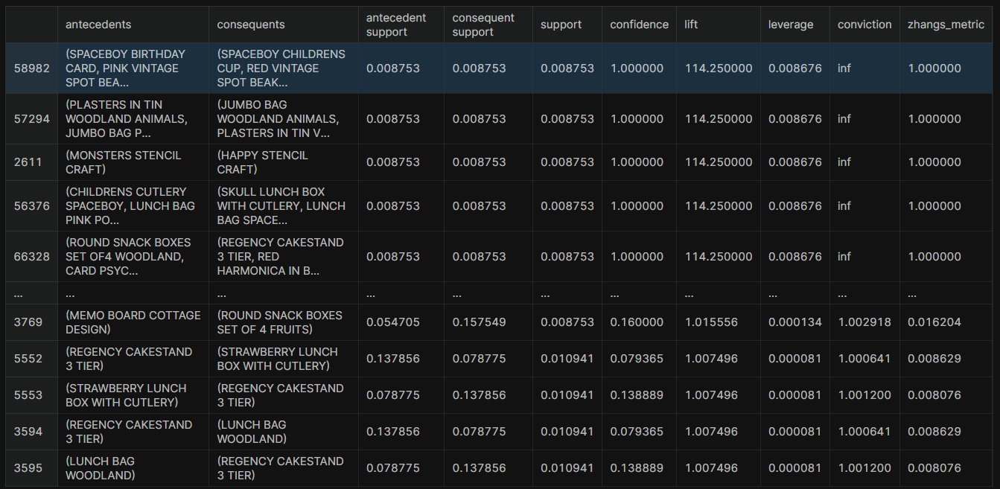 antecedents consequents antecedent support consequent support support confidence lift leverage conviction zhangs_metric
58982 (SPACEBOY BIRTHDAY CARD, PINK VINTAGE SPOT BEA... (SPACEBOY CHILDRENS CUP, RED VINTAGE SPOT BEAK... 0.008753 0.008753 0.008753 1.000000 114.250000 0.008676 inf 1.000000
57294 (PLASTERS IN TIN WOODLAND ANIMALS, JUMBO BAG P... (JUMBO BAG WOODLAND ANIMALS, PLASTERS IN TIN V... 0.008753 0.008753 0.008753 1.000000 114.250000 0.008676 inf 1.000000
2611 (MONSTERS STENCIL CRAFT) (HAPPY STENCIL CRAFT) 0.008753 0.008753 0.008753 1.000000 114.250000 0.008676 inf 1.000000
56376 (CHILDRENS CUTLERY SPACEBOY, LUNCH BAG PINK PO... (SKULL LUNCH BOX WITH CUTLERY, LUNCH BAG SPACE... 0.008753 0.008753 0.008753 1.000000 114.250000 0.008676 inf 1.000000
66328 (ROUND SNACK BOXES SET OF4 WOODLAND, CARD PSYC... (REGENCY CAKESTAND 3 TIER, RED HARMONICA IN B... 0.008753 0.008753 0.008753 1.000000 114.250000 0.008676 inf 1.000000
... ... ... ... ... ... ... ... ... ... ...
3769 (MEMO BOARD COTTAGE DESIGN) (ROUND SNACK BOXES SET OF 4 FRUITS) 0.054705 0.157549 0.008753 0.160000 1.015556 0.000134 1.002918 0.016204
5552 (REGENCY CAKESTAND 3 TIER) (STRAWBERRY LUNCH BOX WITH CUTLERY) 0.137856 0.078775 0.010941 0.079365 1.007496 0.000081 1.000641 0.008629
5553 (STRAWBERRY LUNCH BOX WITH CUTLERY) (REGENCY CAKESTAND 3 TIER) 0.078775 0.137856 0.010941 0.138889 1.007496 0.000081 1.001200 0.008076
3594 (REGENCY CAKESTAND 3 TIER) (LUNCH BAG WOODLAND) 0.137856 0.078775 0.010941 0.079365 1.007496 0.000081 1.000641 0.008629
3595 (LUNCH BAG WOODLAND) (REGENCY CAKESTAND 3 TIER) 0.078775 0.137856 0.010941 0.138889 1.007496 0.000081 1.001200 0.008076